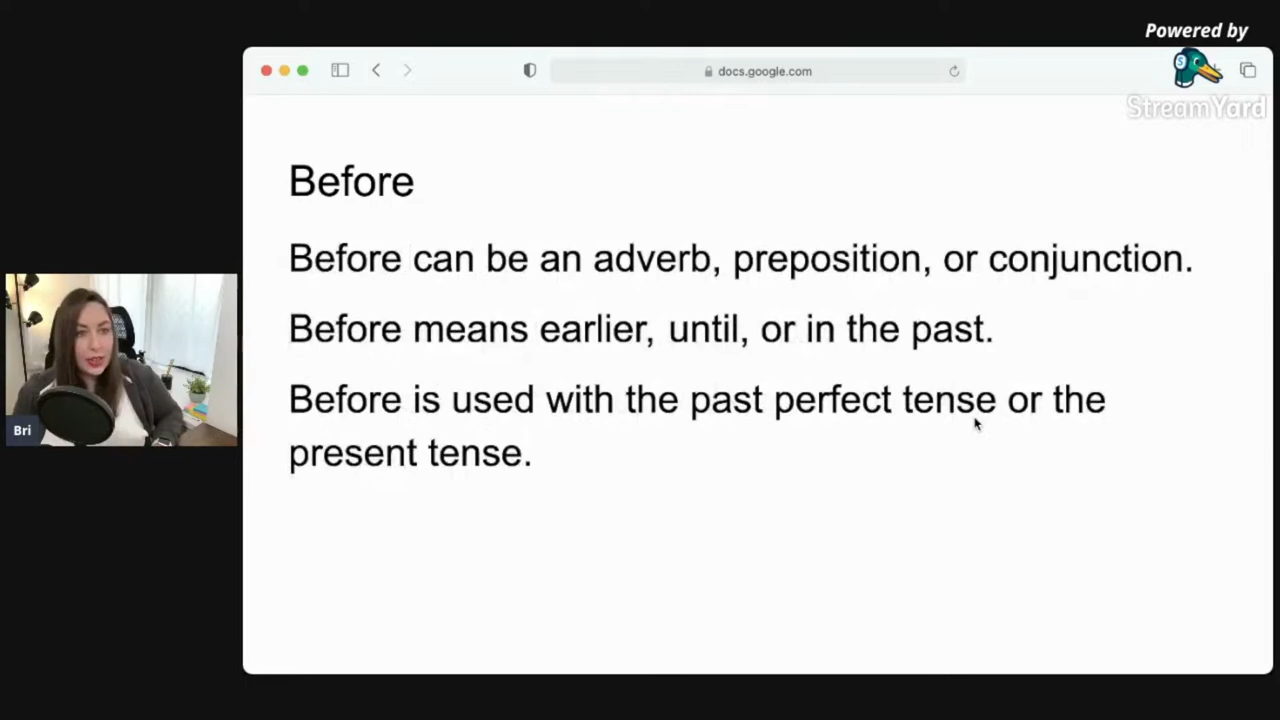 Powered by
docs.google.com
StreamYard
Before
Before can be an adverb, preposition, or conjunction.
Before means earlier, until, or in the past.
Before is used with the past perfect tense or the
present tense.
Bri